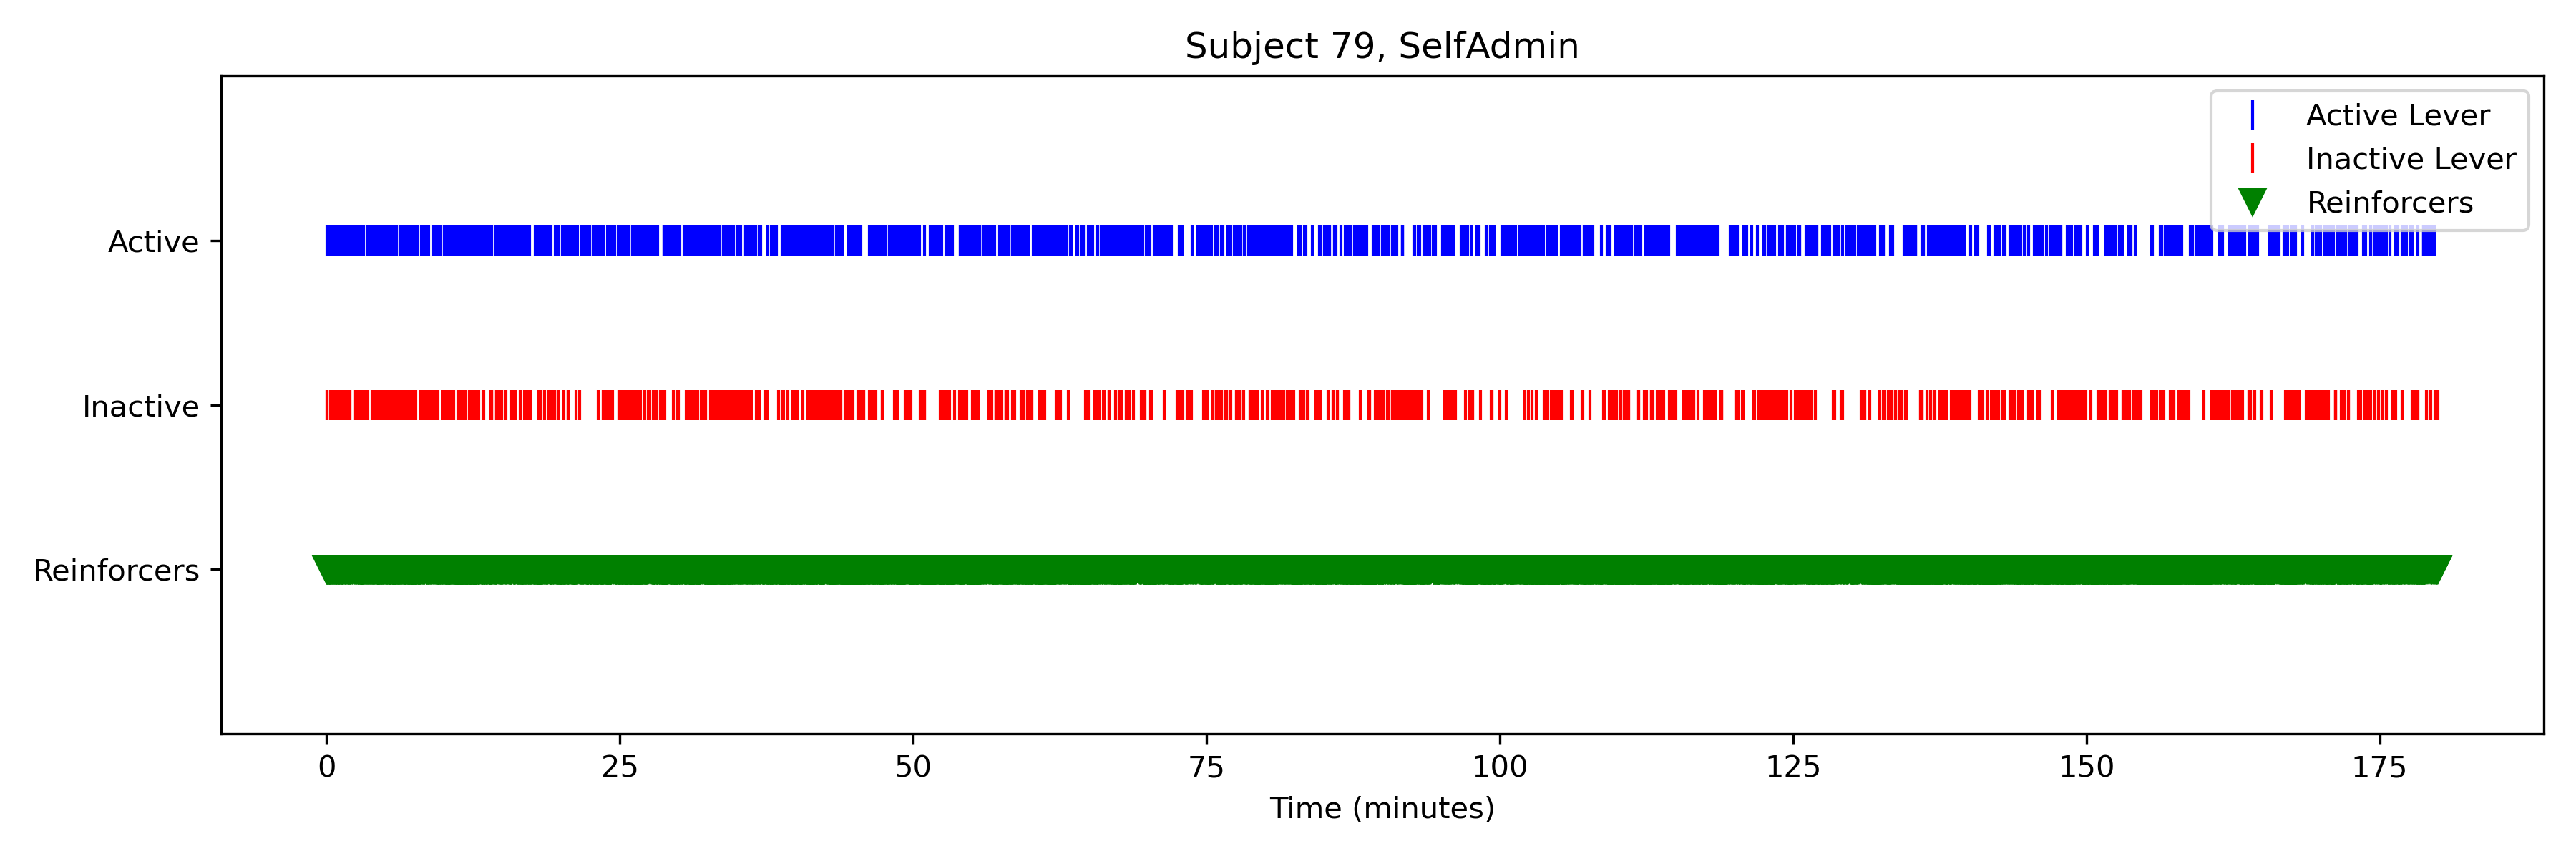 Subject 79, SelfAdmin
Active Lever
Inactive Lever
Reinforcers
Active
Inactive
Reinforcers
0 25 50 75 100 125 150 175
Time (minutes)